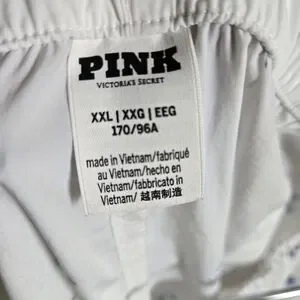 PINK
VICTORIA'S SECRET
XXL | XXG | EEG
170/96A
made in Vietnam/fabriqué
au Vietnam/hecho en
Vietnam/fabbricato in
Vietnam/ 越南制造